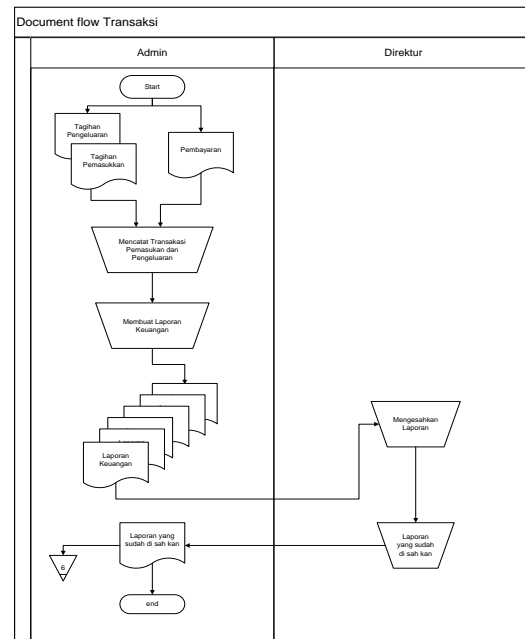 Document flow Transaksi
Admin
Direktur
Start
Tagihan
Pengeluaran
Tagihan
Pemasukkan
Pembayaran
Mencatat Transakasi
Pemasukan dan
Pengeluaran
Membuat Laporan
Keuangan
Laporan
Keuangan
Mengesahkan
Laporan
Laporan yang
sudah di sah kan
Laporan
yang sudah
di sah kan
6
end